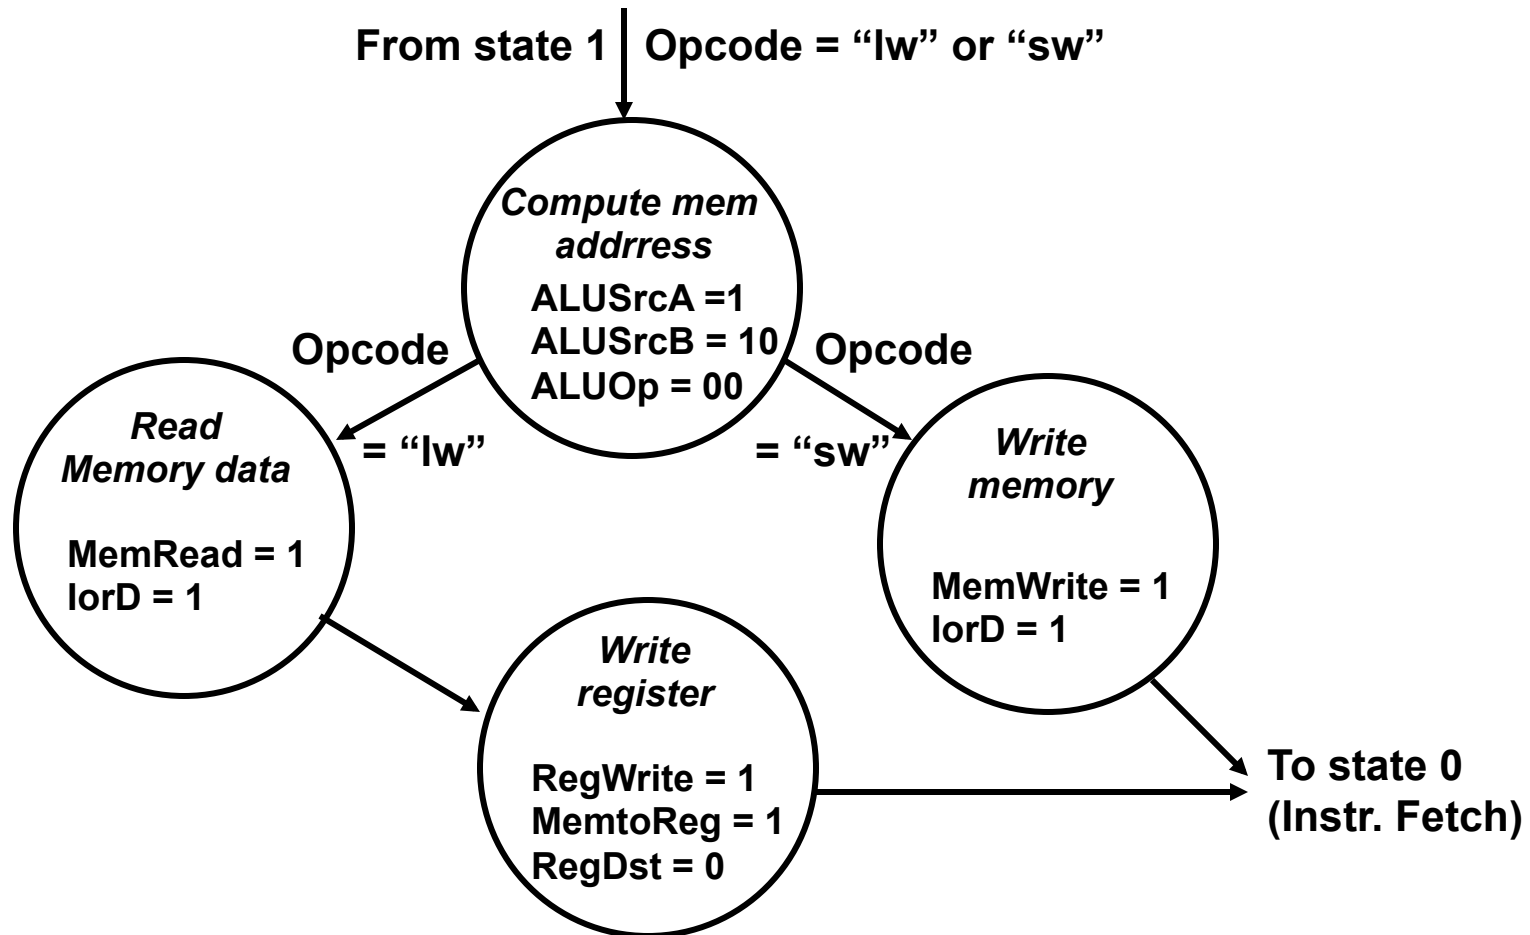 From state 1 Opcode = “lw” or “sw”
Compute mem
addrress
ALUSrcA =1
ALUSrcB = 10
ALUOp = 00
Opcode
= “lw”
Opcode
= “sw”
Read
Memory data
MemRead = 1
IorD = 1
Write
memory
MemWrite = 1
IorD = 1
Write
register
RegWrite = 1
MemtoReg = 1
RegDst = 0
To state 0
(Instr. Fetch)